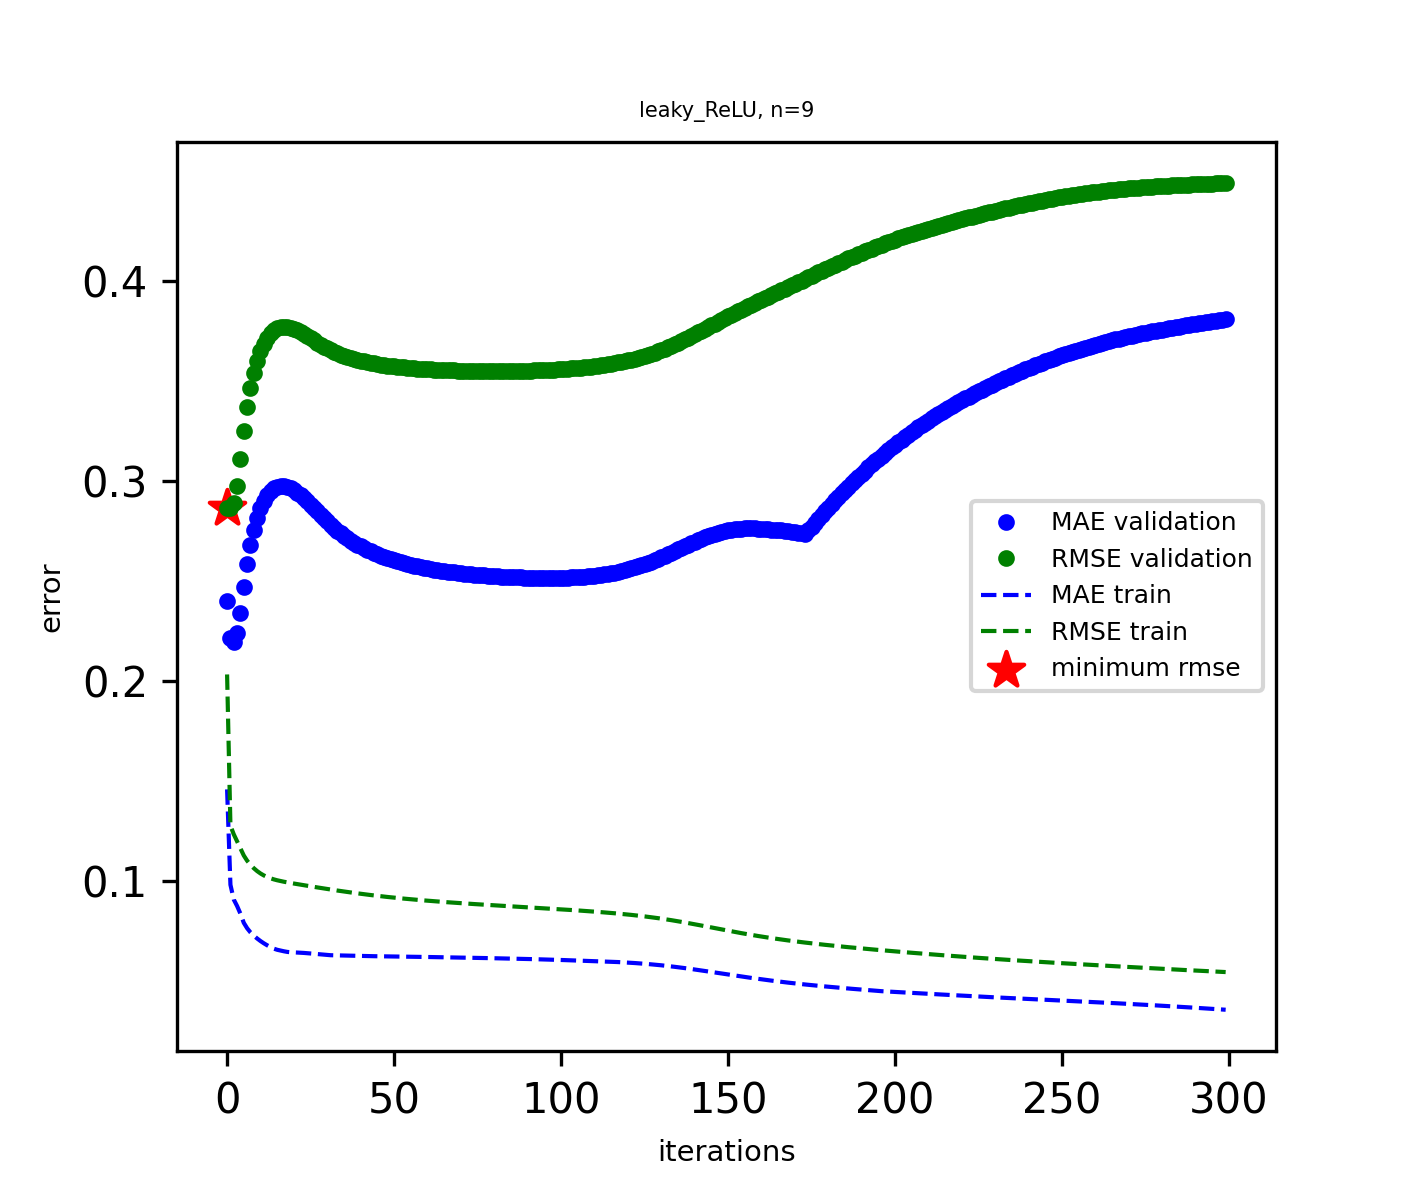 leaky_ReLU, n=9
error
0.4
0.3
0.2
0.1
MAE validation
RMSE validation
MAE train
RMSE train
minimum rmse
0 50 100 150 200 250 300
iterations